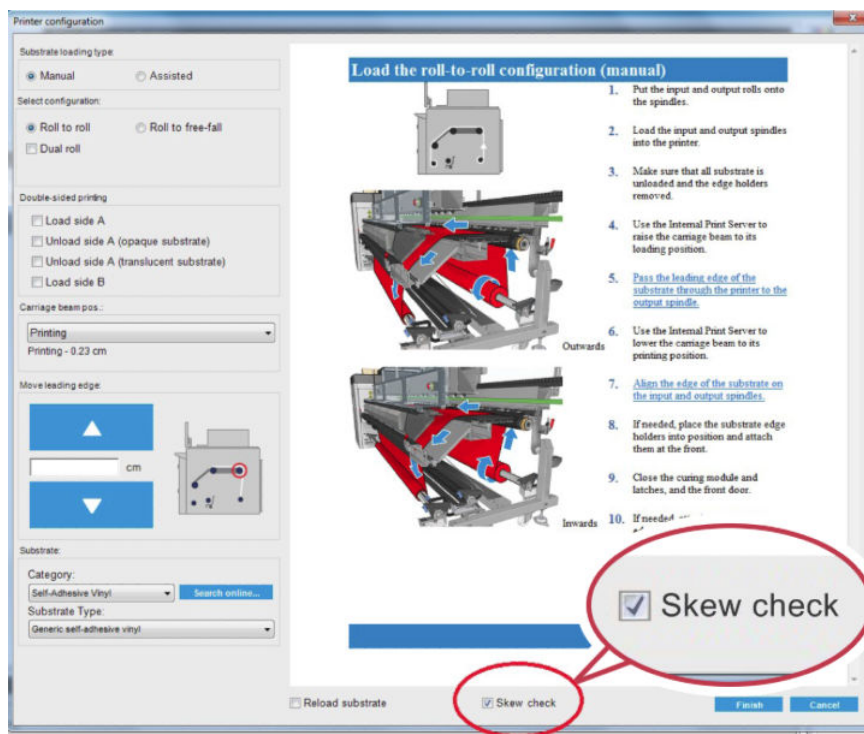 Printer configuration
Substrate loading type:
Manual
Assisted
Select configuration:
Roll to roll
Roll to free-fall
Dual roll
Double-sided printing
Load side A
Unload side A (opaque substrate)
Unload side A (translucent substrate)
Load side B
Carriage beam pos.:
Printing
Printing - 0.23 cm
Move leading edge:
cm
Substrate:
Category:
Self-Adhesive Vinyl
Search online...
Substrate Type:
Generic self-adhesive vinyl
Load the roll-to-roll configuration (manual)
1. Put the input and output rolls onto
the spindles.
2. Load the input and output spindles
into the printer.
3. Make sure that all substrate is
unloaded and the edge holders
removed.
4. Use the Internal Print Server to
raise the carriage beam to its
loading position.
5. Pass the leading edge of the
substrate through the printer to the
output spindle.
Outwards
6. Use the Internal Print Server to
lower the carriage beam to its
printing position.
7. Align the edge of the substrate on
the input and output spindles.
8. If needed, place the substrate edge
holders into position and attach
them at the front.
9. Close the curing module and
latches, and the front door.
Inwards
10. If needed,
Skew check
Reload substrate
Skew check
Finish
Cancel